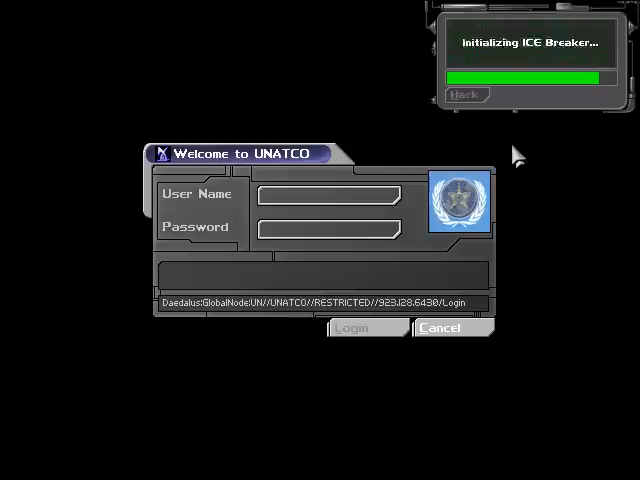 Initializing ICE Breaker...
Hack
Welcome to UNATCO
User Name
Password
Daedalus:GlobalNode:UN//UNATCO//RESTRICTED//923.128.6430/Login
Login
Cancel